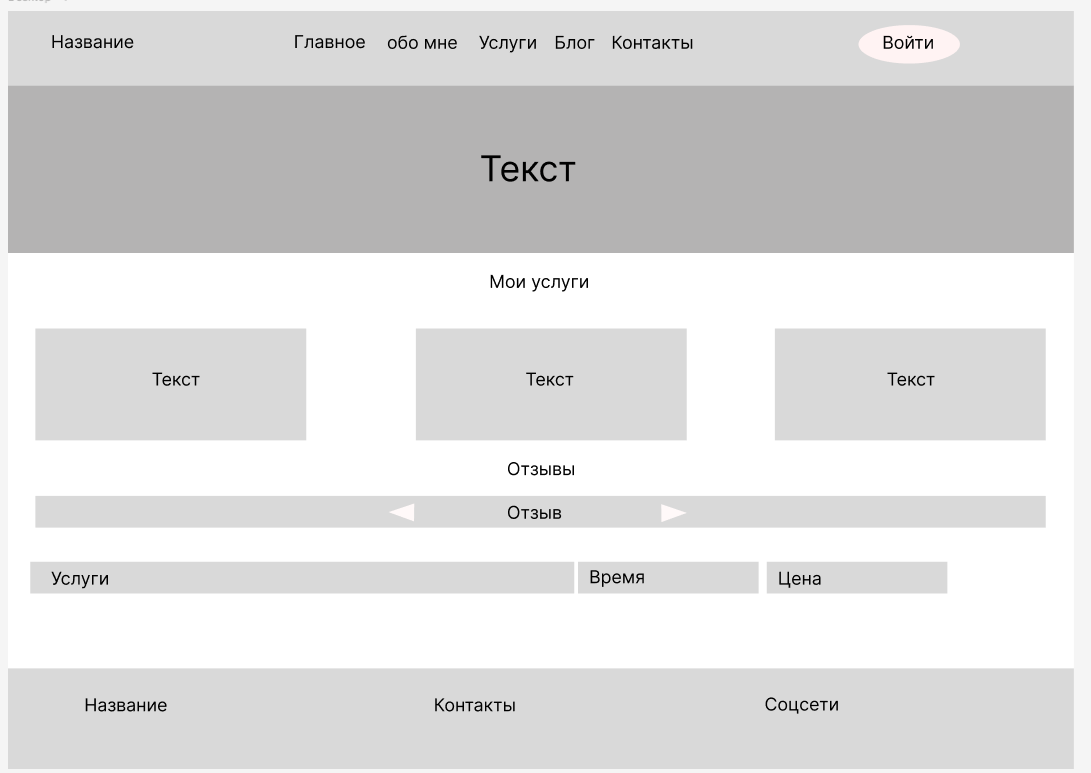 Название Главное обо мне Услуги Блог Контакты Войти
Текст
Мои услуги
Текст Текст Текст
Отзывы
Отзыв
Услуги Время Цена
Название Контакты Соцсети